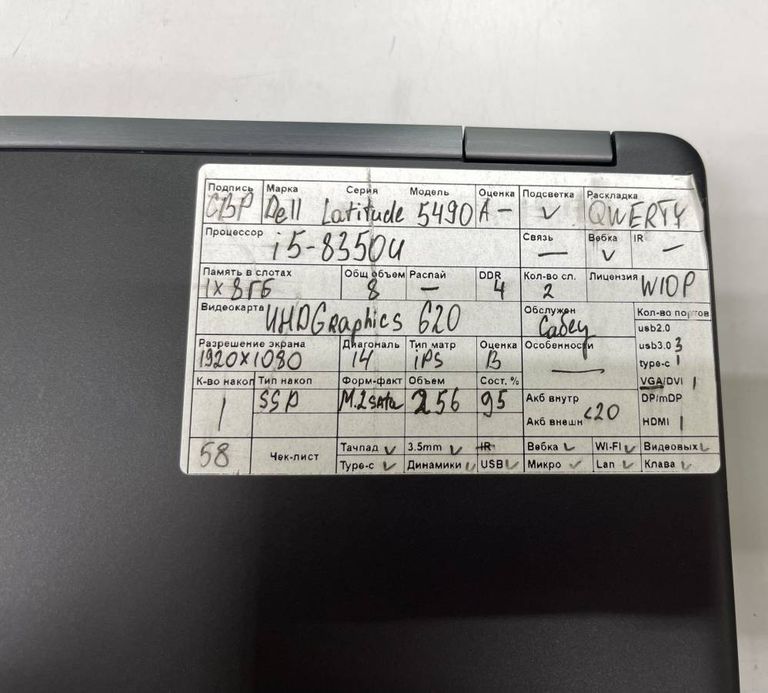 Подпись Марка Серия Модель Оценка Подсветка Раскладка
СВР Dell Latitude 5490 A- ✓ QWERTY
Процессор Связь Вебка IR
i5-8350U — ✓ —
Память в слотах Общ объем Распай DDR Кол-во сл. Лицензия
1x8ГБ 8 — 4 2 W10P
Видеокарта Обслужен Кол-во портов
UHDGraphics 620 usb2.0
Разрешение экрана Диагональ Тип матр Оценка Особенности usb3.0 3
1920x1080 14 iPS B — type-c 1
К-во накоп Тип накоп Форм-факт Объем Сост. % VGA/DVI 1
1 SSD M.2 SATA 256 95 Акб внутр DP/mDP
Акб внешн <20 HDMI 1
58 Чек-лист Тачпад ✓ 3.5mm ✓ IR Вебка ✓ WI-FI ✓ Видеовых ✓
Type-c ✓ Динамики ✓ USB ✓ Микро ✓ Lan ✓ Клава ✓